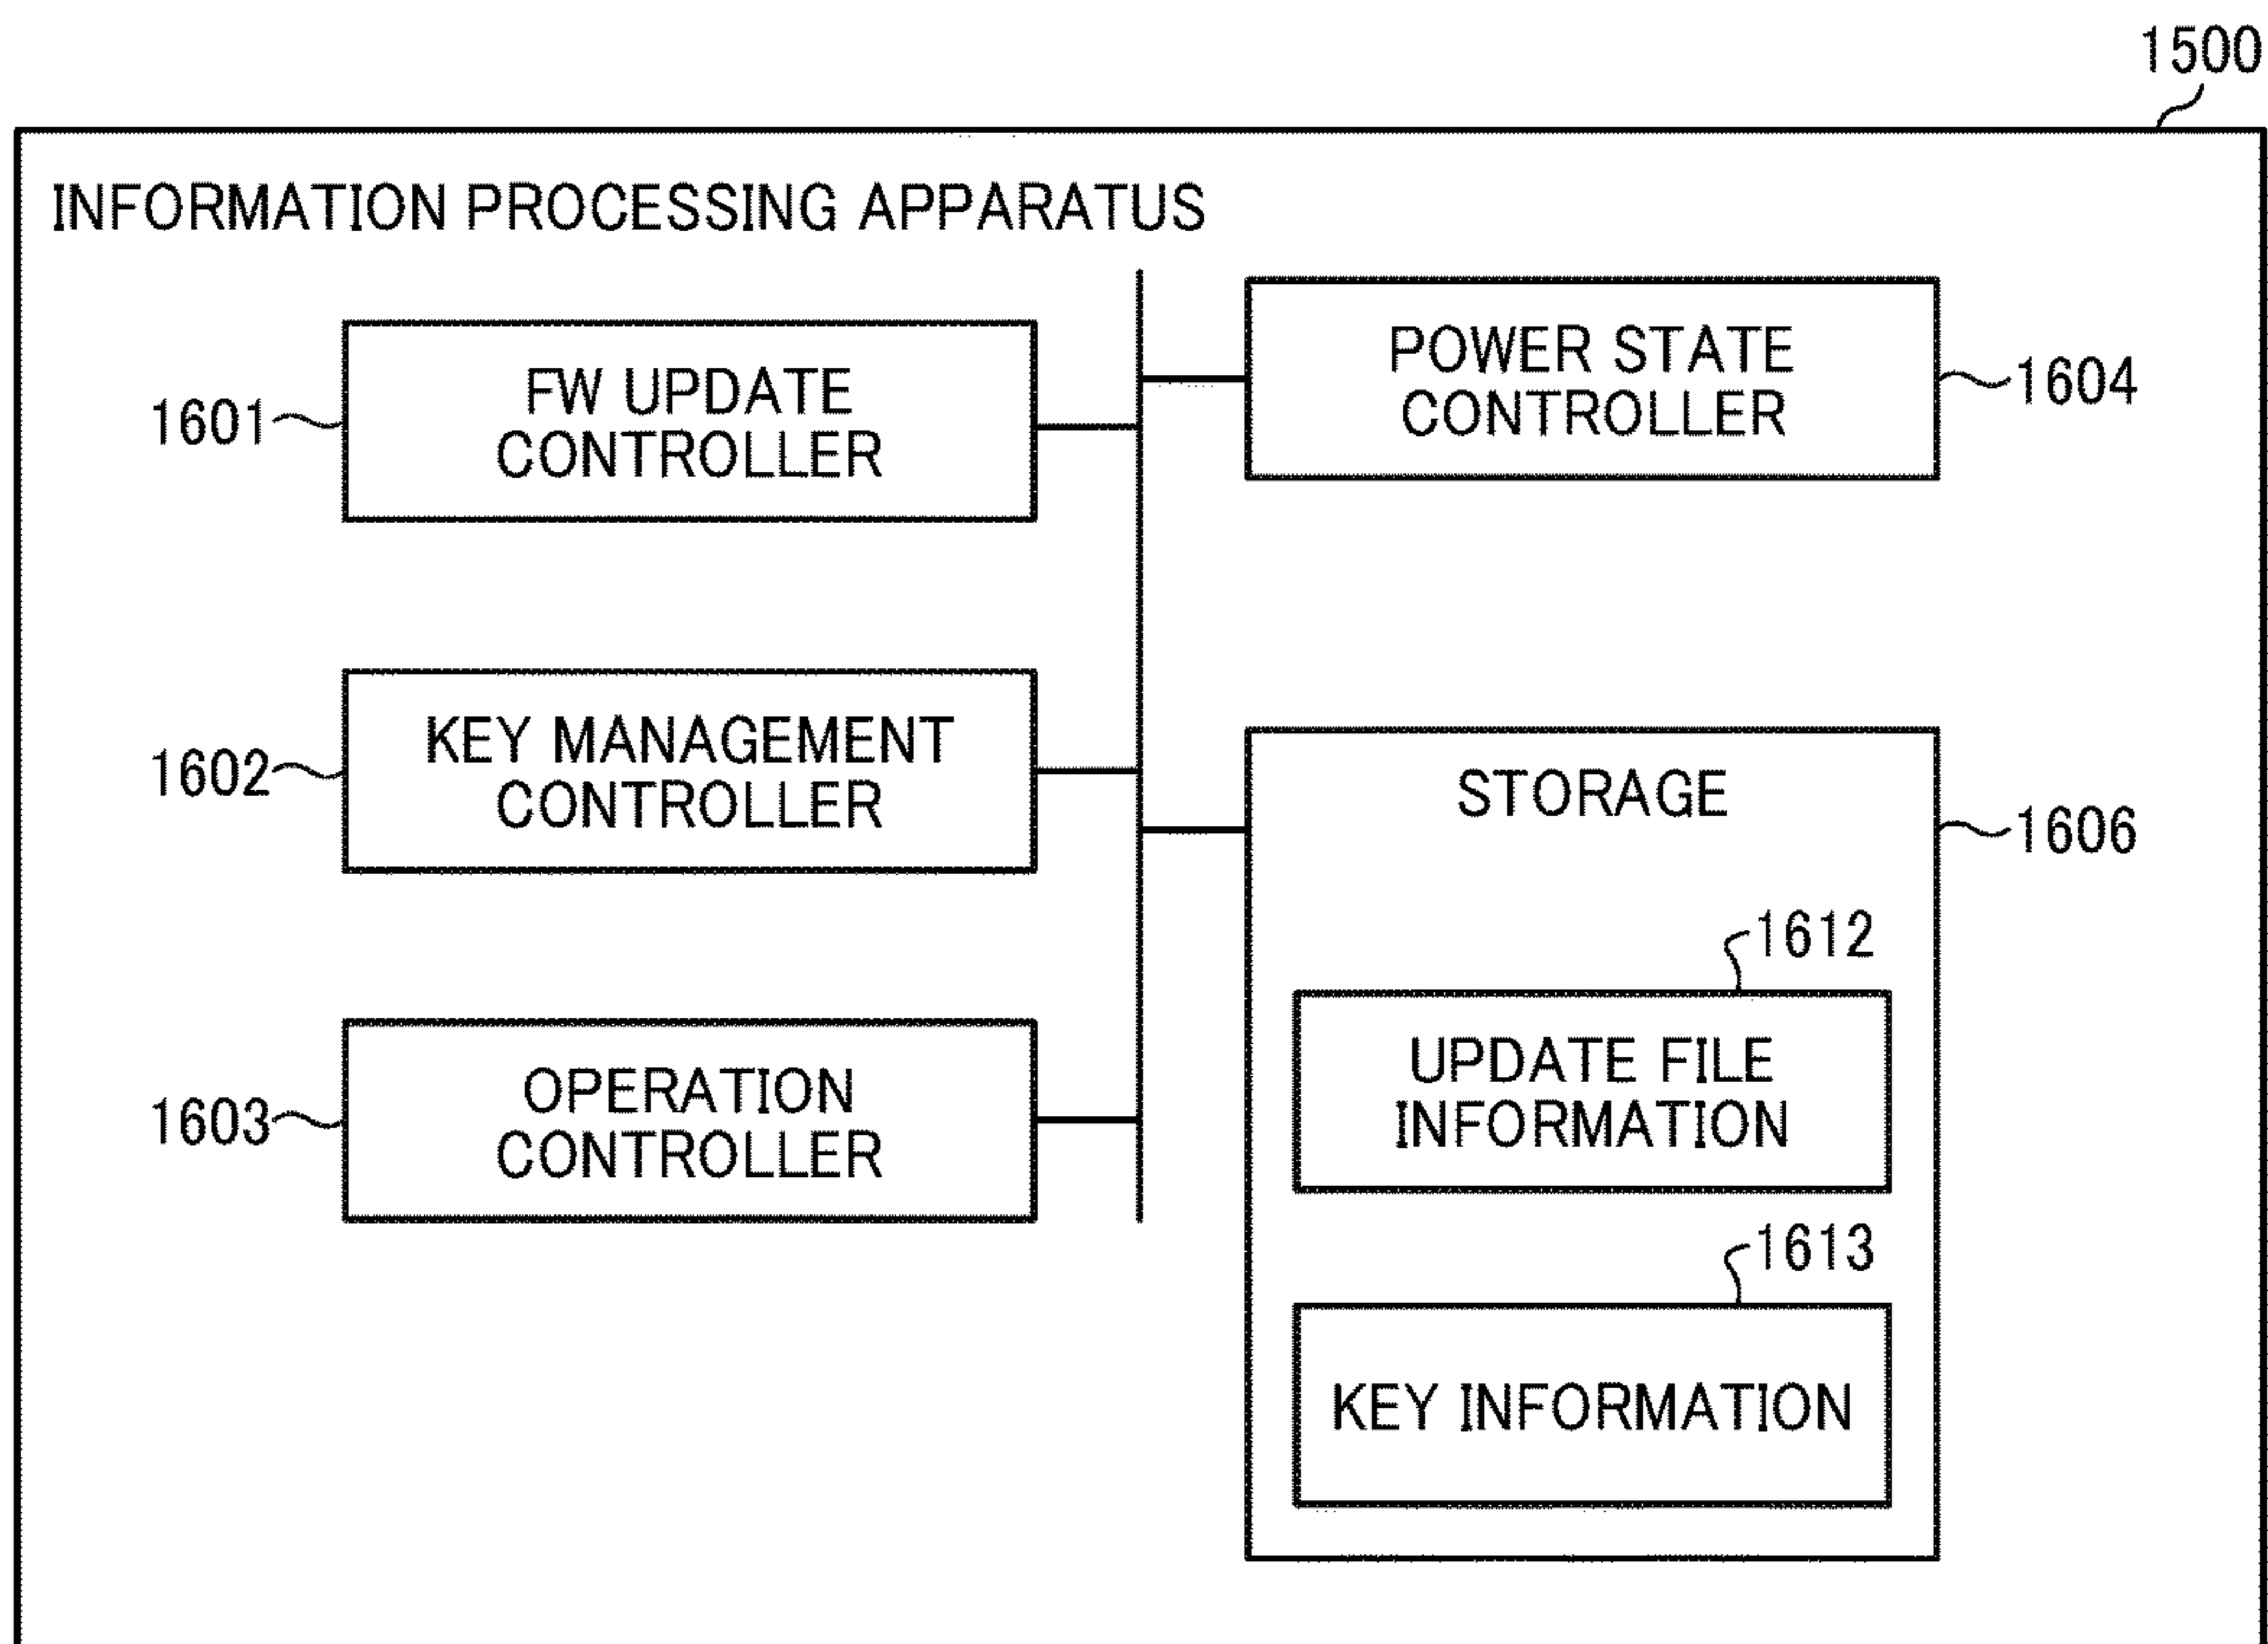 1500
INFORMATION PROCESSING APPARATUS
1601
FW UPDATE
CONTROLLER
POWER STATE
CONTROLLER
1604
1602
KEY MANAGEMENT
CONTROLLER
STORAGE
1606
1603
OPERATION
CONTROLLER
1612
UPDATE FILE
INFORMATION
1613
KEY INFORMATION